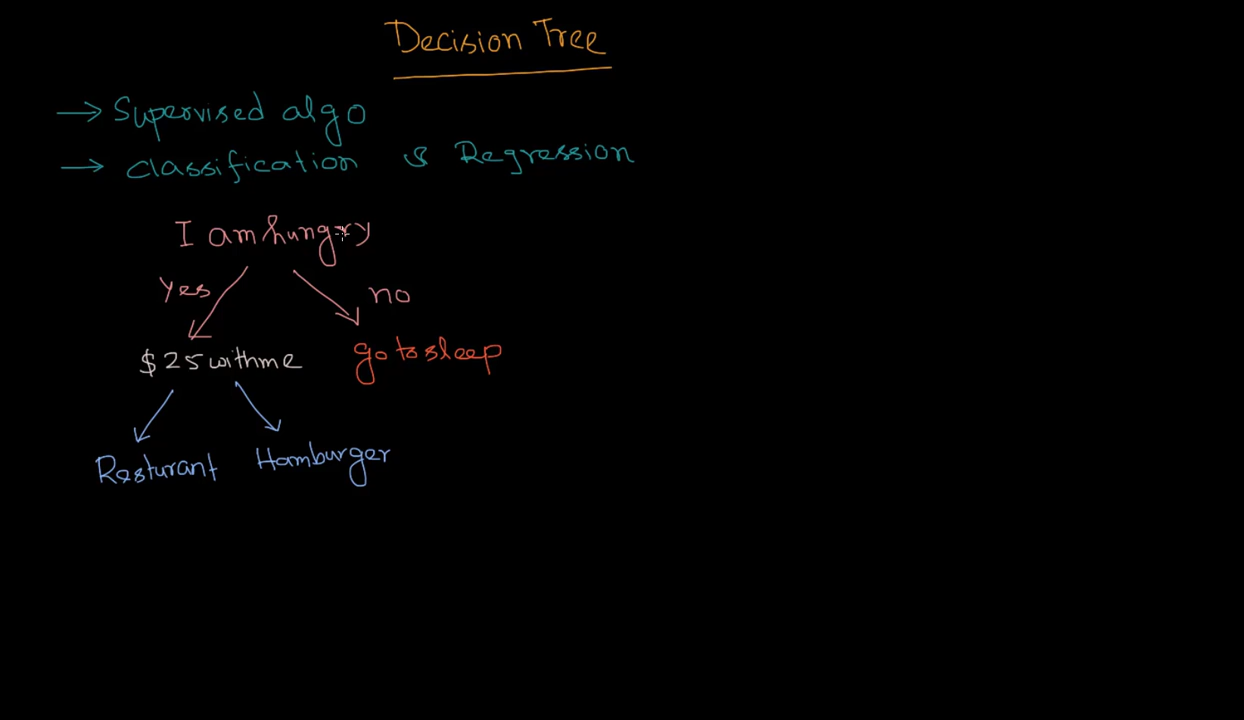 Decision Tree
→ Supervised algo
→ Classification & Regression
I am hungry
Yes no
$25 with me go to sleep
Resturant Hamburger